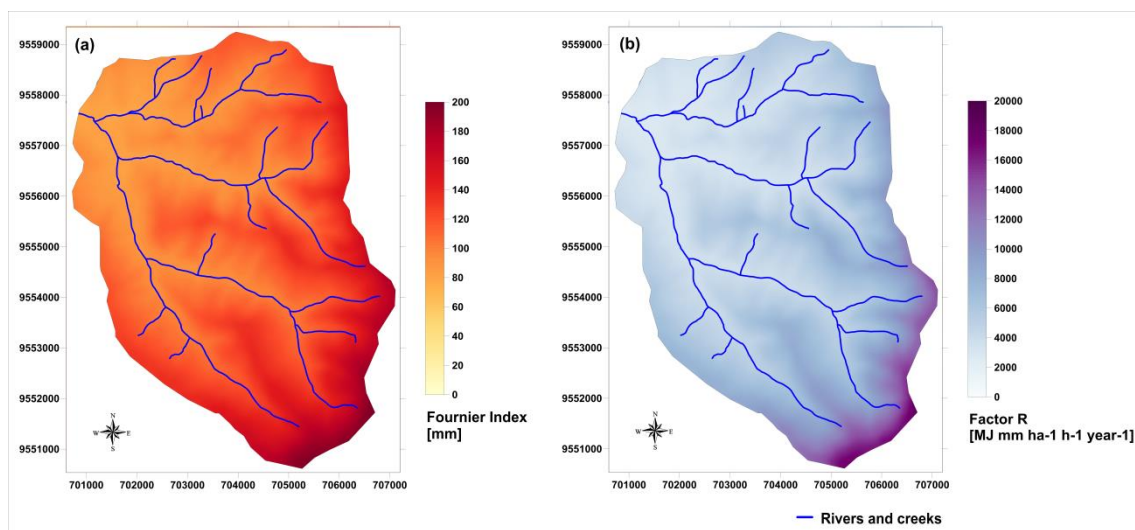 (a)
9559000
9558000
9557000
9556000
9555000
9554000
9553000
9552000
9551000
701000 702000 703000 704000 705000 706000 707000
N
W E
S
200
180
160
140
120
100
80
60
40
20
0
Fournier Index
[mm]
(b)
9559000
9558000
9557000
9556000
9555000
9554000
9553000
9552000
9551000
701000 702000 703000 704000 705000 706000 707000
N
W E
S
20000
18000
16000
14000
12000
10000
8000
6000
4000
2000
0
Factor R
[MJ mm ha-1 h-1 year-1]
Rivers and creeks